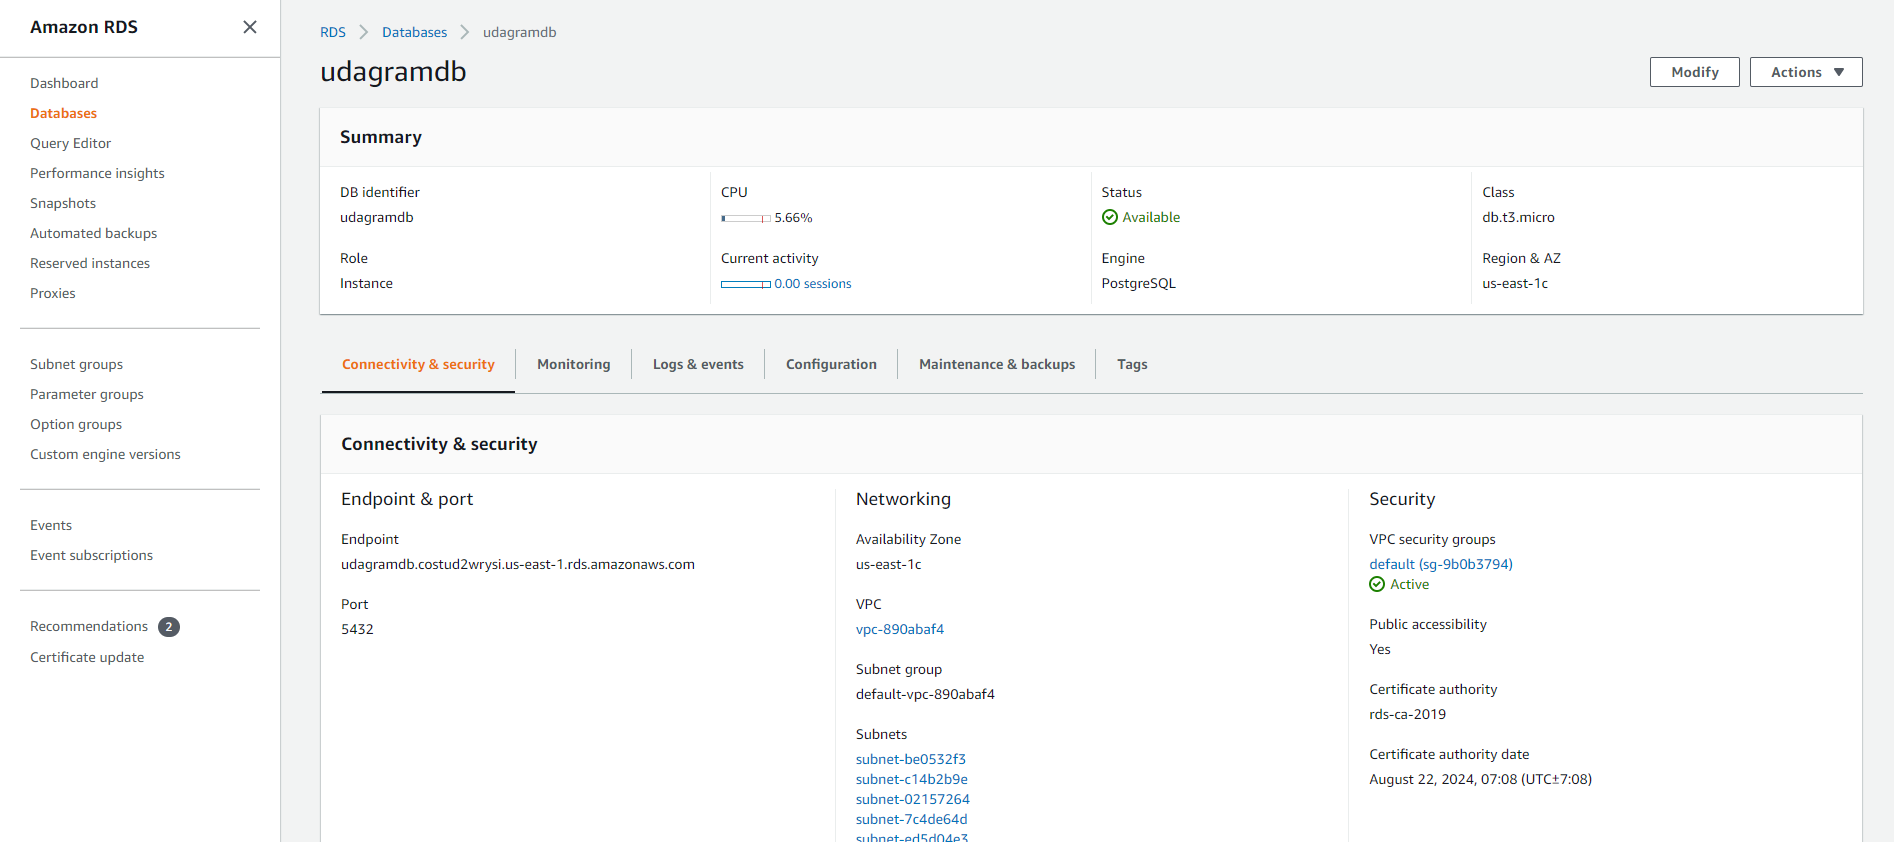 Amazon RDS
Dashboard
Databases
Query Editor
Performance insights
Snapshots
Automated backups
Reserved instances
Proxies
Subnet groups
Parameter groups
Option groups
Custom engine versions
Events
Event subscriptions
Recommendations 2
Certificate update
RDS Databases udagramdb
udagramdb
Modify Actions
Summary
DB identifier
udagramdb
Role
Instance
CPU
5.66%
Current activity
0.00 sessions
Status
Available
Engine
PostgreSQL
Class
db.t3.micro
Region & AZ
us-east-1c
Connectivity & security Monitoring Logs & events Configuration Maintenance & backups Tags
Connectivity & security
Endpoint & port
Endpoint
udagramdb.costud2wrysi.us-east-1.rds.amazonaws.com
Port
5432
Networking
Availability Zone
us-east-1c
VPC
vpc-890abaf4
Subnet group
default-vpc-890abaf4
Subnets
subnet-be0532f3
subnet-c14b2b9e
subnet-02157264
subnet-7c4de64d
subnet-ed5d04e3
Security
VPC security groups
default (sg-9b0b3794)
Active
Public accessibility
Yes
Certificate authority
rds-ca-2019
Certificate authority date
August 22, 2024, 07:08 (UTC±7:08)